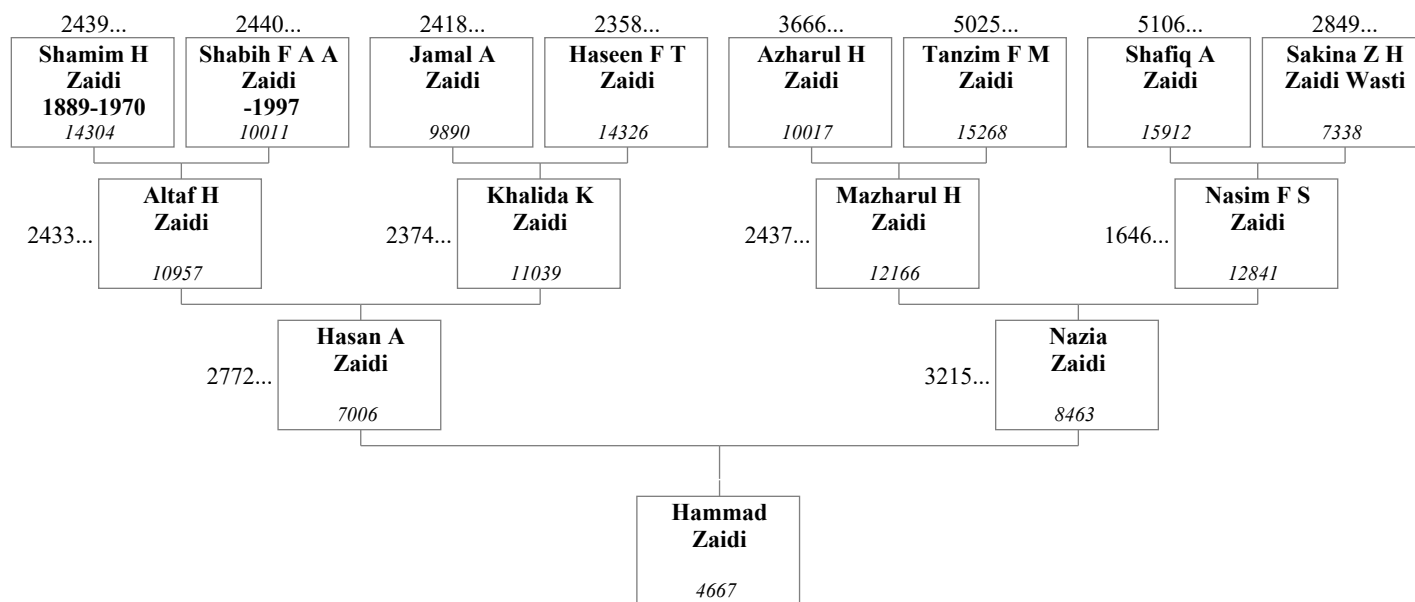 2439... 2440... 2418... 2358... 3666... 5025... 5106... 2849...
Shamim H Shabih F A A Jamal A Haseen F T Azharul H Tanzim F M Shafiq A Sakina Z H
Zaidi Zaidi Zaidi Zaidi Zaidi Zaidi Zaidi Zaidi Wasti
1889-1970 -1997
14304 10011 9890 14326 10017 15268 15912 7338
Altaf H Khalida K Mazharul H Nasim F S
Zaidi Zaidi Zaidi Zaidi
2433... 2374... 2437... 1646...
10957 11039 12166 12841
Hasan A Nazia
Zaidi Zaidi
2772... 3215...
7006 8463
Hammad
Zaidi
4667